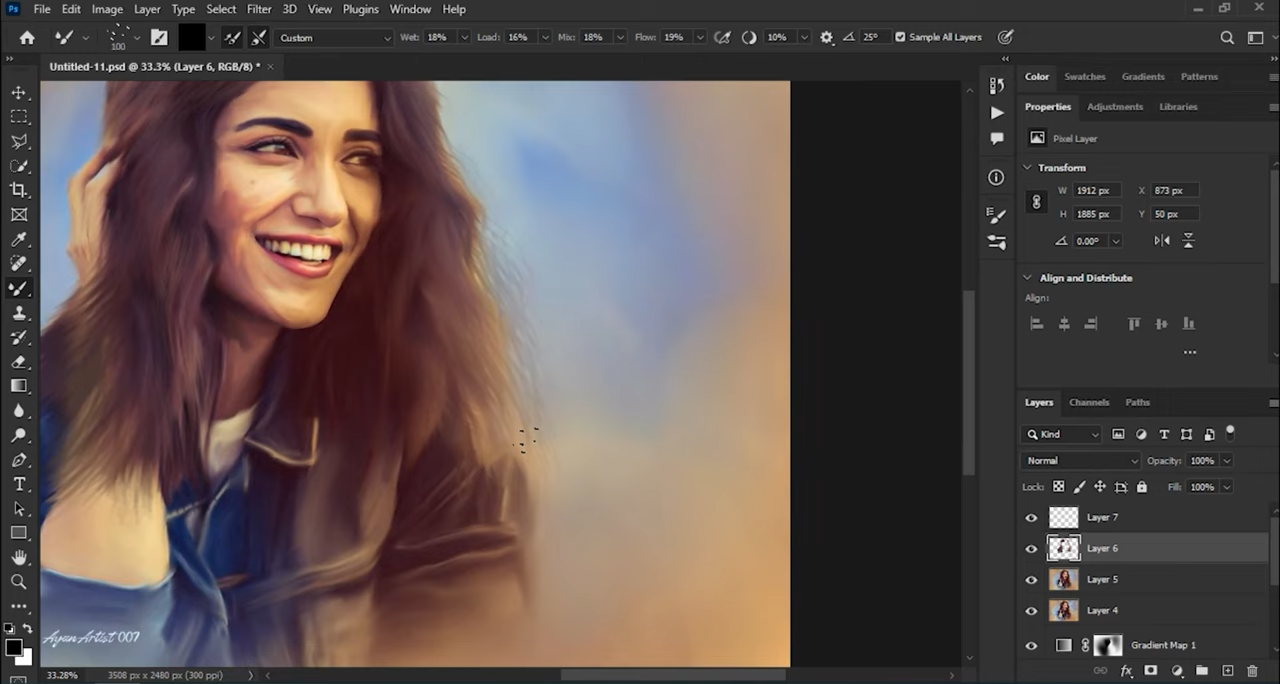 Ps File Edit Image Layer Type Select Filter 3D View Plugins Window Help
100 Custom Wet: 18% Load: 16% Mix: 18% Flow: 19% 10% 25° Sample All Layers
Untitled-11.psd @ 33.3% (Layer 6, RGB/8) *
Color Swatches Gradients Patterns
Properties Adjustments Libraries
Pixel Layer
Transform
W 1912 px X 873 px
H 1885 px Y 50 px
0.00°
Align and Distribute
Align:
Layers Channels Paths
Kind
Normal Opacity: 100%
Lock: Fill: 100%
Layer 7
Layer 6
Layer 5
Layer 4
Gradient Map 1
Ayan Artist 007
33.28% 3508 px x 2480 px (300 ppi)